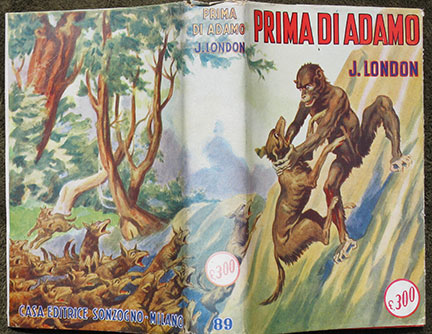 CASA EDITRICE SONZOGNO - MILANO
PRIMA
DI ADAMO
J. LONDON
£300
89
PRIMA DI ADAMO
J. LONDON
£300